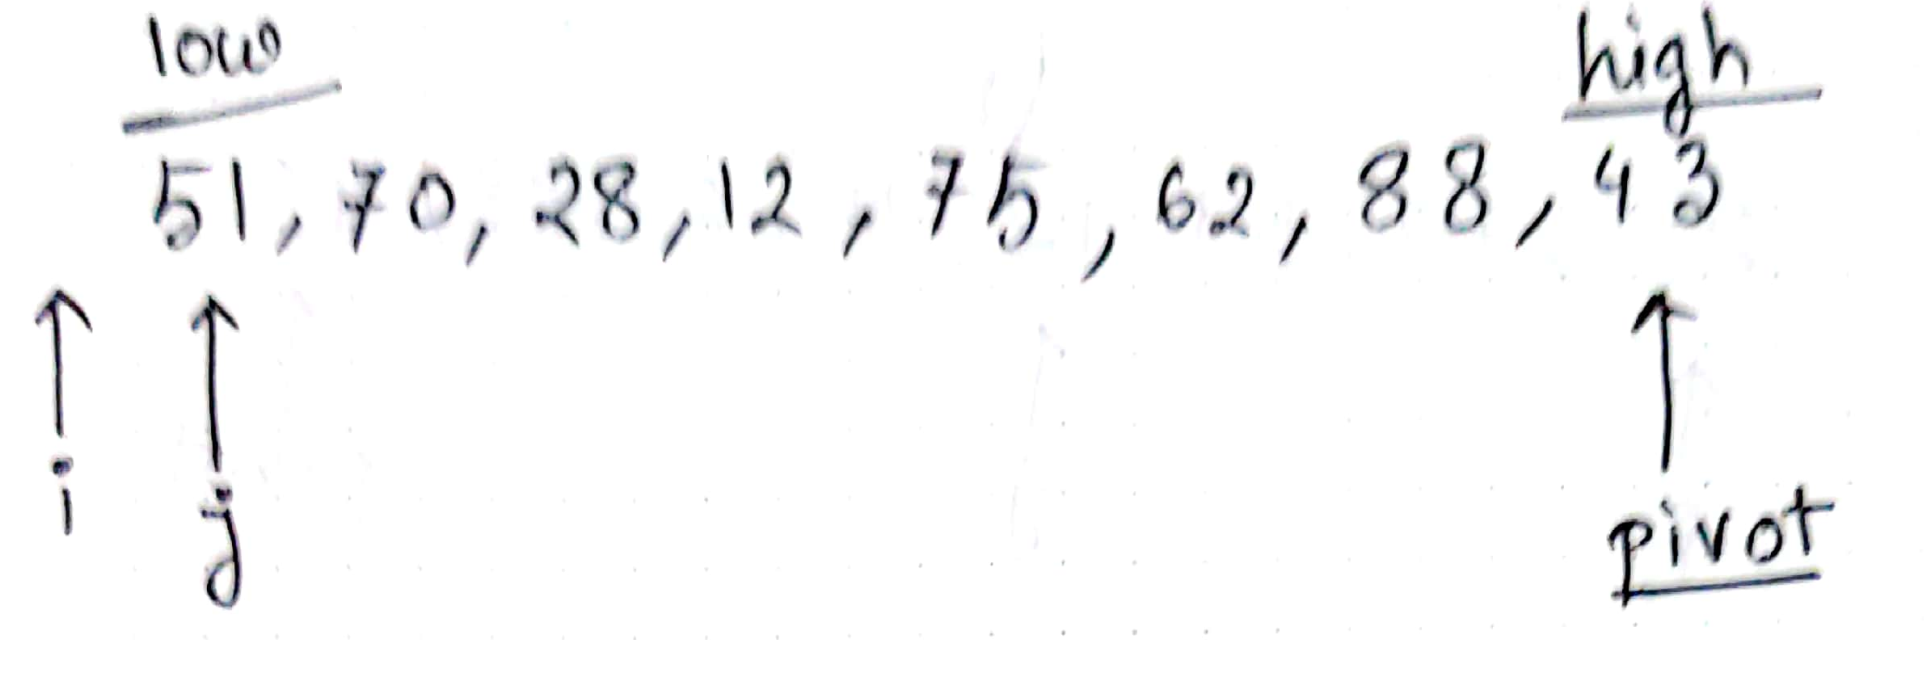 low high
51, 70, 28, 12, 75, 62, 88, 43
i j pivot